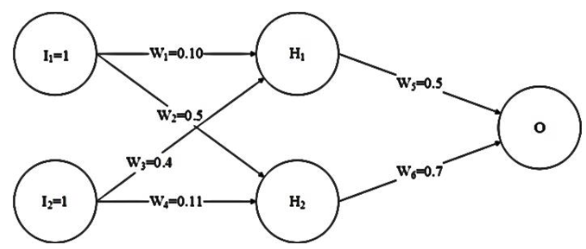 I₁=1
W₁=0.10
H₁
W₂=0.5
W₅=0.5
O
W₃=0.4
W₆=0.7
I₂=1
W₄=0.11
H₂